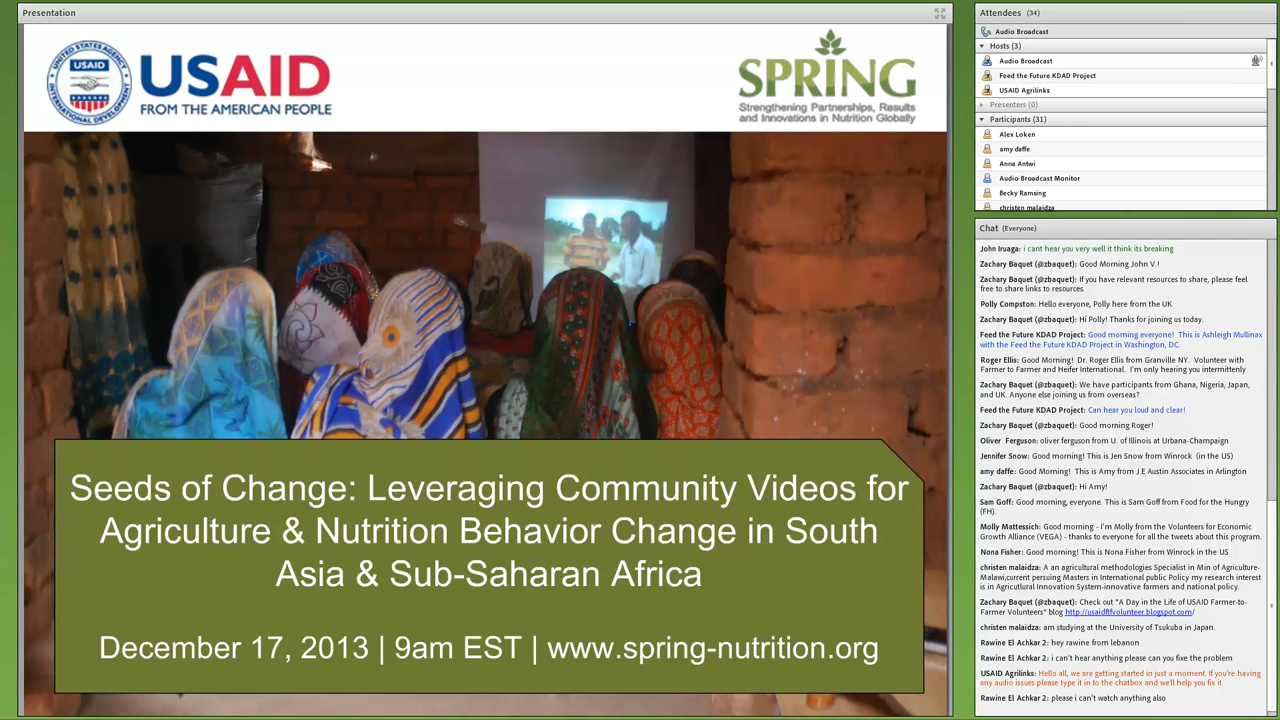 Presentation
UNITED STATES AGENCY
USAID
INTERNATIONAL DEVELOPMENT
USAID
FROM THE AMERICAN PEOPLE
SPRING
Strengthening Partnerships, Results
and Innovations in Nutrition Globally
Seeds of Change: Leveraging Community Videos for
Agriculture & Nutrition Behavior Change in South
Asia & Sub-Saharan Africa
December 17, 2013 | 9am EST | www.spring-nutrition.org
Attendees (34)
Audio Broadcast
Hosts (3)
Audio Broadcast
Feed the Future KDAD Project
USAID Agrilinks
Presenters (0)
Participants (31)
Alex Loken
amy daffe
Anna Antwi
Audio Broadcast Monitor
Becky Ramsing
christen malaidza
Chat (Everyone)
John Iruaga: i cant hear you very well it think its breaking
Zachary Baquet (@zbaquet): Good Morning John V.!
Zachary Baquet (@zbaquet): If you have relevant resources to share, please feel
free to share links to resources.
Polly Compston: Hello everyone, Polly here from the UK
Zachary Baquet (@zbaquet): Hi Polly! Thanks for joining us today.
Feed the Future KDAD Project: Good morning everyone! This is Ashleigh Mullinax
with the Feed the Future KDAD Project in Washington, DC.
Roger Ellis: Good Morning! Dr. Roger Ellis from Granville NY. Volunteer with
Farmer to Farmer and Heifer International. I'm only hearing you intermittently
Zachary Baquet (@zbaquet): We have participants from Ghana, Nigeria, Japan,
and UK. Anyone else joining us from overseas?
Feed the Future KDAD Project: Can hear you loud and clear!
Zachary Baquet (@zbaquet): Good morning Roger!
Oliver Ferguson: oliver ferguson from U. of Illinois at Urbana-Champaign
Jennifer Snow: Good morning! This is Jen Snow from Winrock (in the US)
amy daffe: Good Morning! This is Amy from J.E Austin Associates in Arlington
Zachary Baquet (@zbaquet): Hi Amy!
Sam Goff: Good morning, everyone. This is Sam Goff from Food for the Hungry
(FH).
Molly Mattessich: Good morning - I'm Molly from the Volunteers for Economic
Growth Alliance (VEGA) - thanks to everyone for all the tweets about this program.
Nona Fisher: Good morning! This is Nona Fisher from Winrock in the US
christen malaidza: A an agricultural methodologies Specialist in Min of Agriculture-
Malawi,current persuing Masters in International public Policy my research interest
is in Agricutlural Innovation System-innovative farmers and national policy.
Zachary Baquet (@zbaquet): Check out "A Day in the Life of USAID Farmer-to-
Farmer Volunteers" blog http://usaidftfvolunteer.blogspot.com/
christen malaidza: am studying at the University of Tsukuba in Japan.
Rawine El Achkar 2: hey rawine from lebanon
Rawine El Achkar 2: i can't hear anything please can you fixe the problem
USAID Agrilinks: Hello all, we are getting started in just a moment. If you're having
any audio issues please type it in to the chatbox and we'll help you fix it
Rawine El Achkar 2: please i can't watch anything also